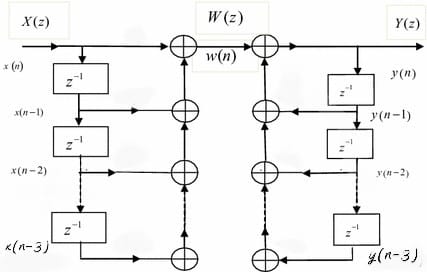 X(z) W(z) Y(z)
x(n) w(n) y(n)
z⁻¹ z⁻¹
x(n−1) y(n−1)
z⁻¹ z⁻¹
x(n−2) y(n−2)
z⁻¹ z⁻¹
x(n-3) y(n-3)